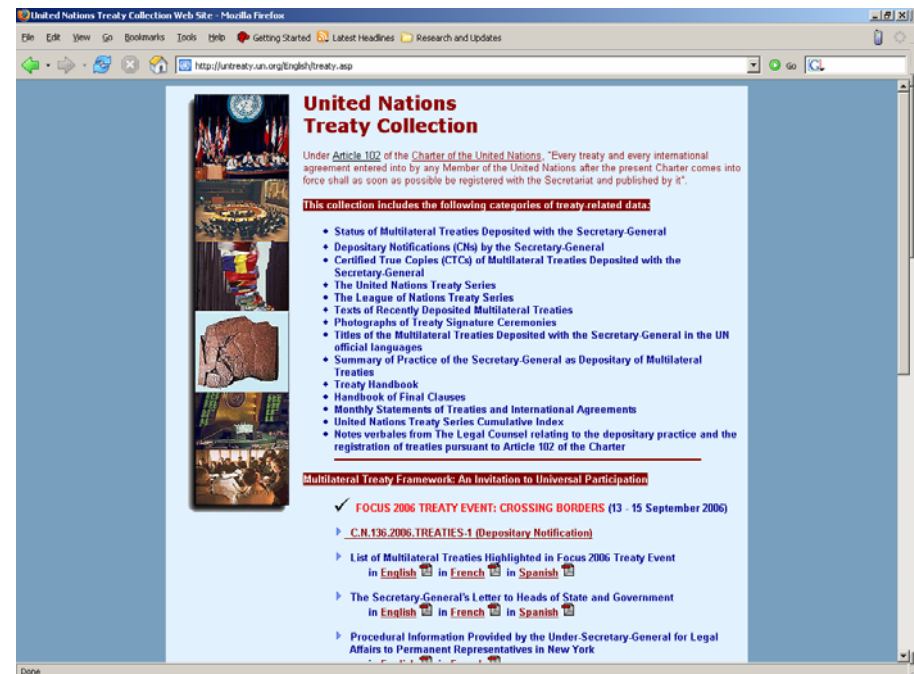 United Nations Treaty Collection Web Site - Mozilla Firefox
File Edit View Go Bookmarks Tools Help Getting Started Latest Headlines Research and Updates
http://untreaty.un.org/English/treaty.asp Go
United Nations
Treaty Collection
Under Article 102 of the Charter of the United Nations, "Every treaty and every international
agreement entered into by any Member of the United Nations after the present Charter comes into
force shall as soon as possible be registered with the Secretariat and published by it".
This collection includes the following categories of treaty-related data:
Status of Multilateral Treaties Deposited with the Secretary-General
Depositary Notifications (CNs) by the Secretary-General
Certified True Copies (CTCs) of Multilateral Treaties Deposited with the
Secretary-General
The United Nations Treaty Series
The League of Nations Treaty Series
Texts of Recently Deposited Multilateral Treaties
Photographs of Treaty Signature Ceremonies
Titles of the Multilateral Treaties Deposited with the Secretary-General in the UN
official languages
Summary of Practice of the Secretary-General as Depositary of Multilateral
Treaties
Treaty Handbook
Handbook of Final Clauses
Monthly Statements of Treaties and International Agreements
United Nations Treaty Series Cumulative Index
Notes verbales from The Legal Counsel relating to the depositary practice and the
registration of treaties pursuant to Article 102 of the Charter
Multilateral Treaty Framework: An Invitation to Universal Participation
FOCUS 2006 TREATY EVENT: CROSSING BORDERS (13 - 15 September 2006)
C.N.136.2006.TREATIES-1 (Depositary Notification)
List of Multilateral Treaties Highlighted in Focus 2006 Treaty Event
in English in French in Spanish
The Secretary-General's Letter to Heads of State and Government
in English in French in Spanish
Procedural Information Provided by the Under-Secretary-General for Legal
Affairs to Permanent Representatives in New York
Done